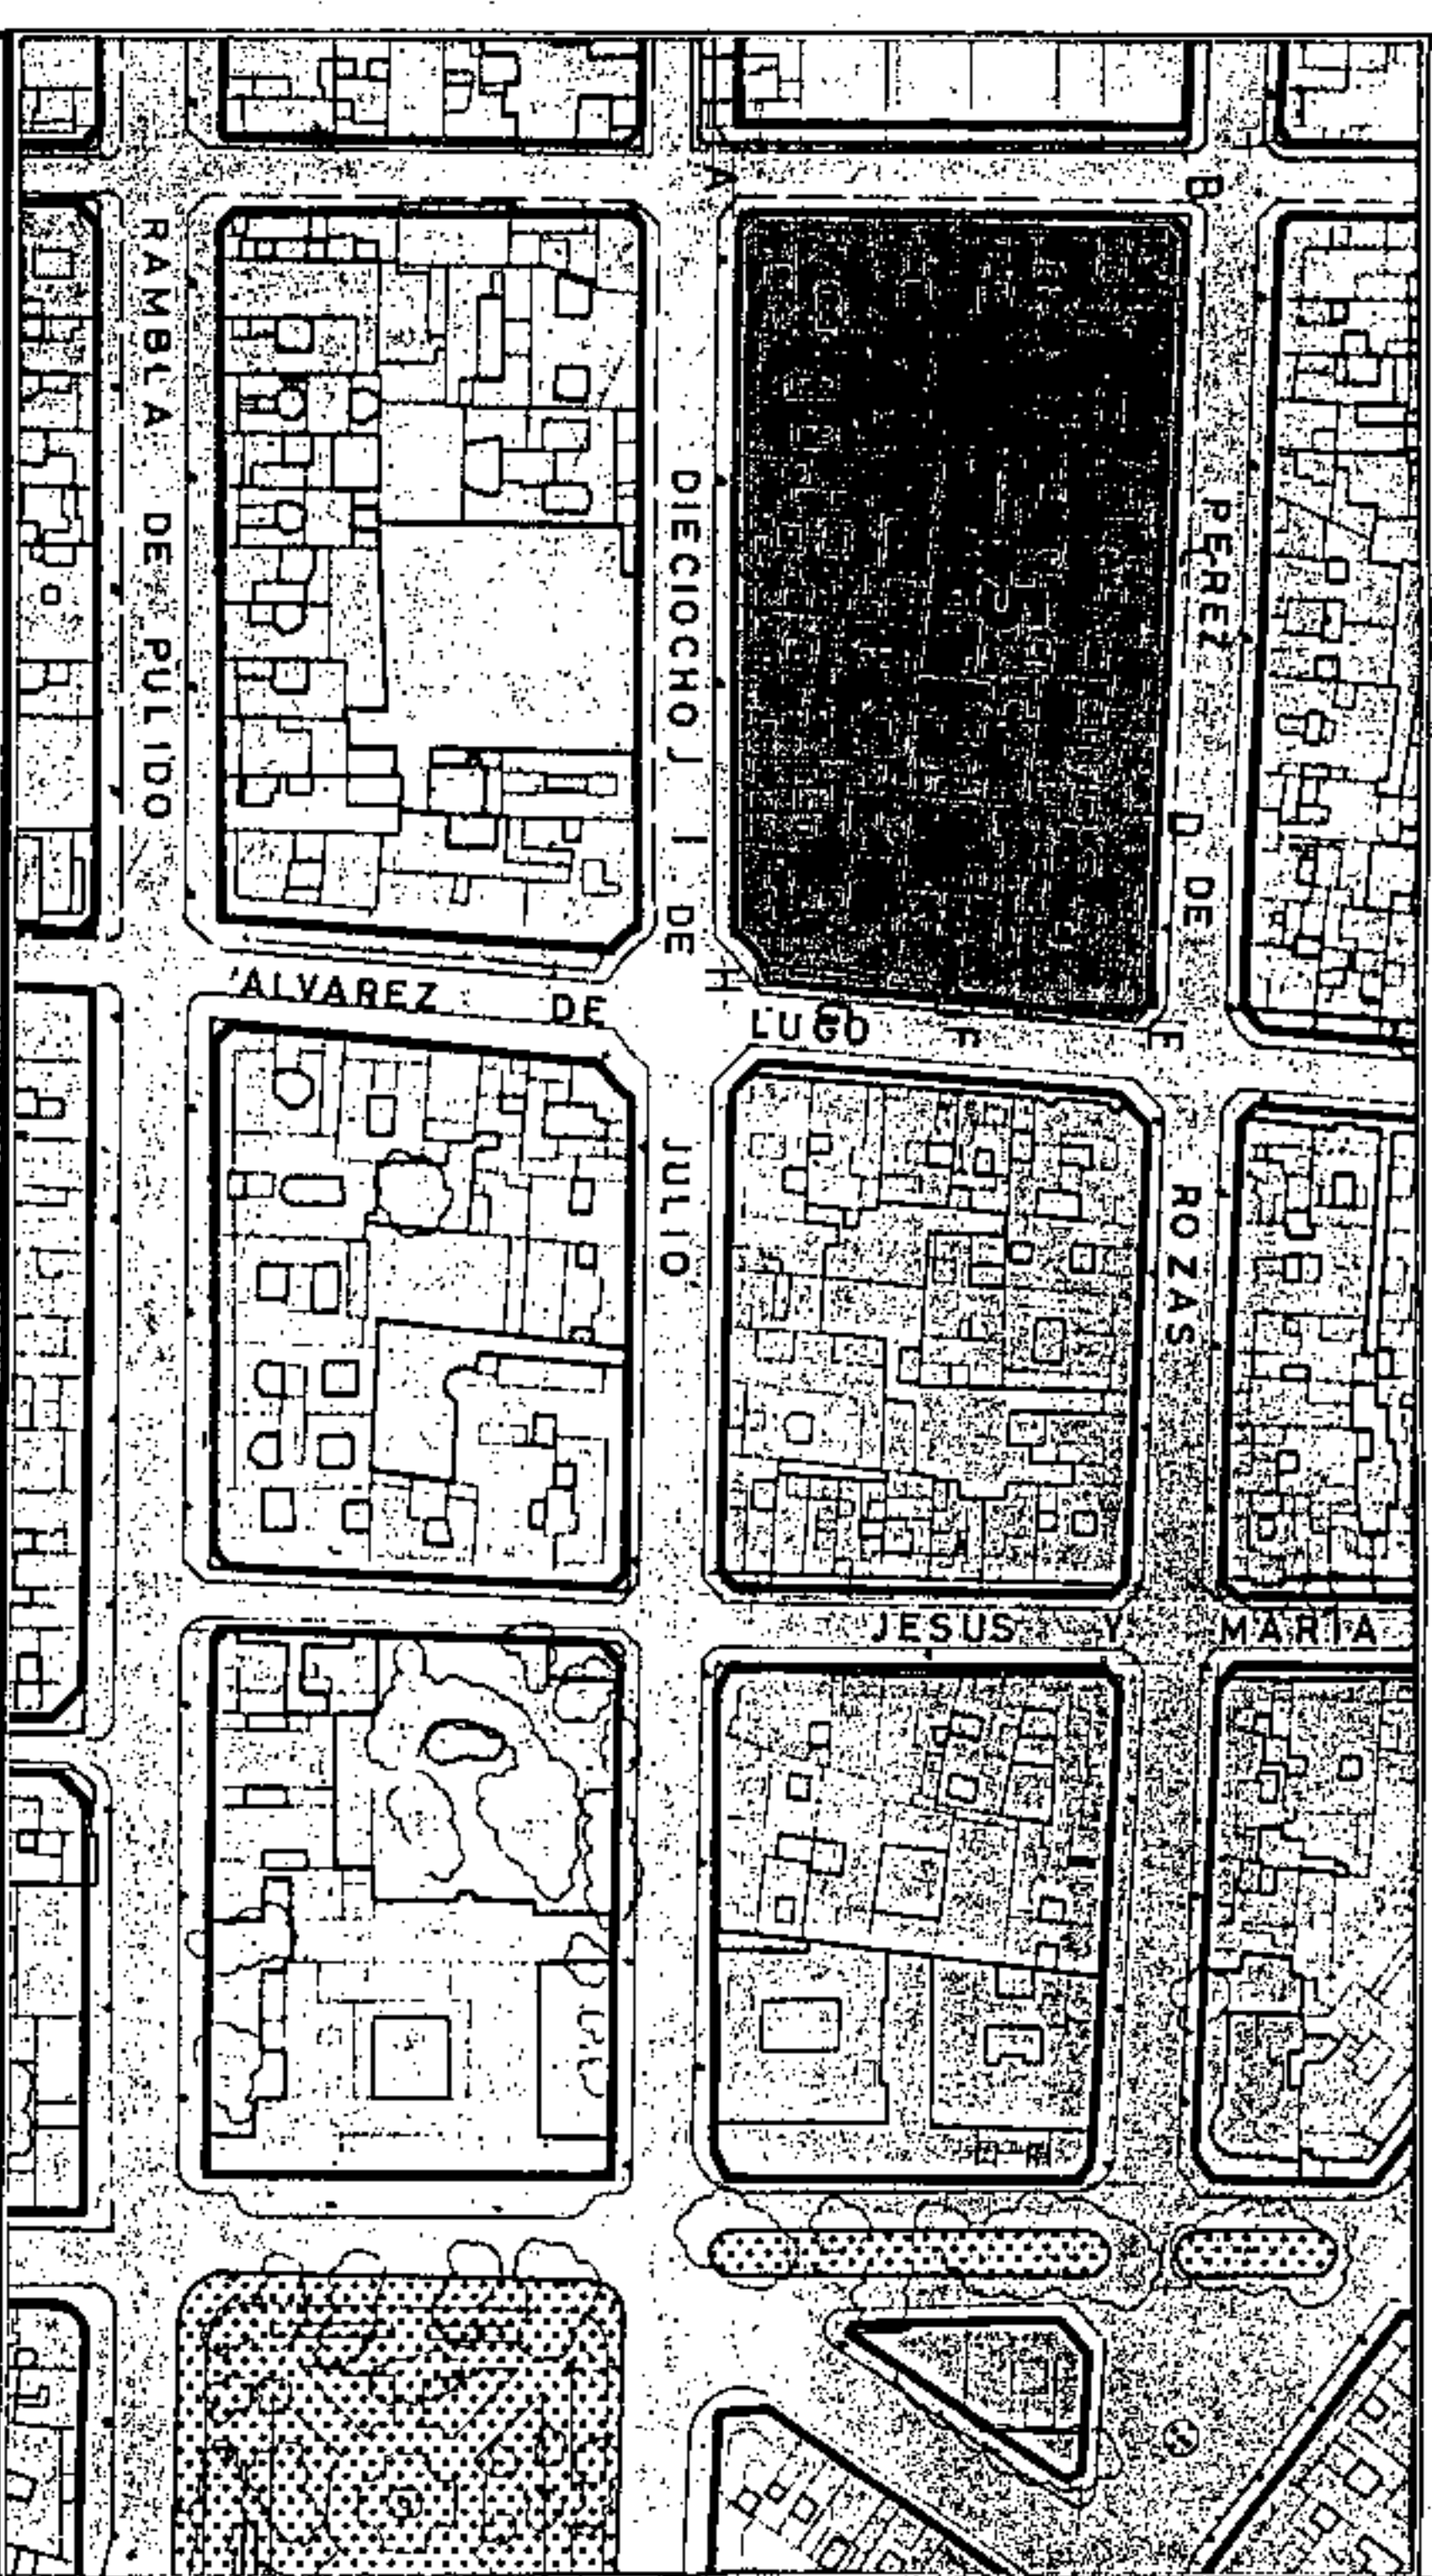 A
B
RAMBLA DE PULIDO
DIECIOCHO J I. DE
PEREZ D DE
'ALVAREZ DE
H
LUGO F E
JULIO
ROZAS
JESUS Y MARIA